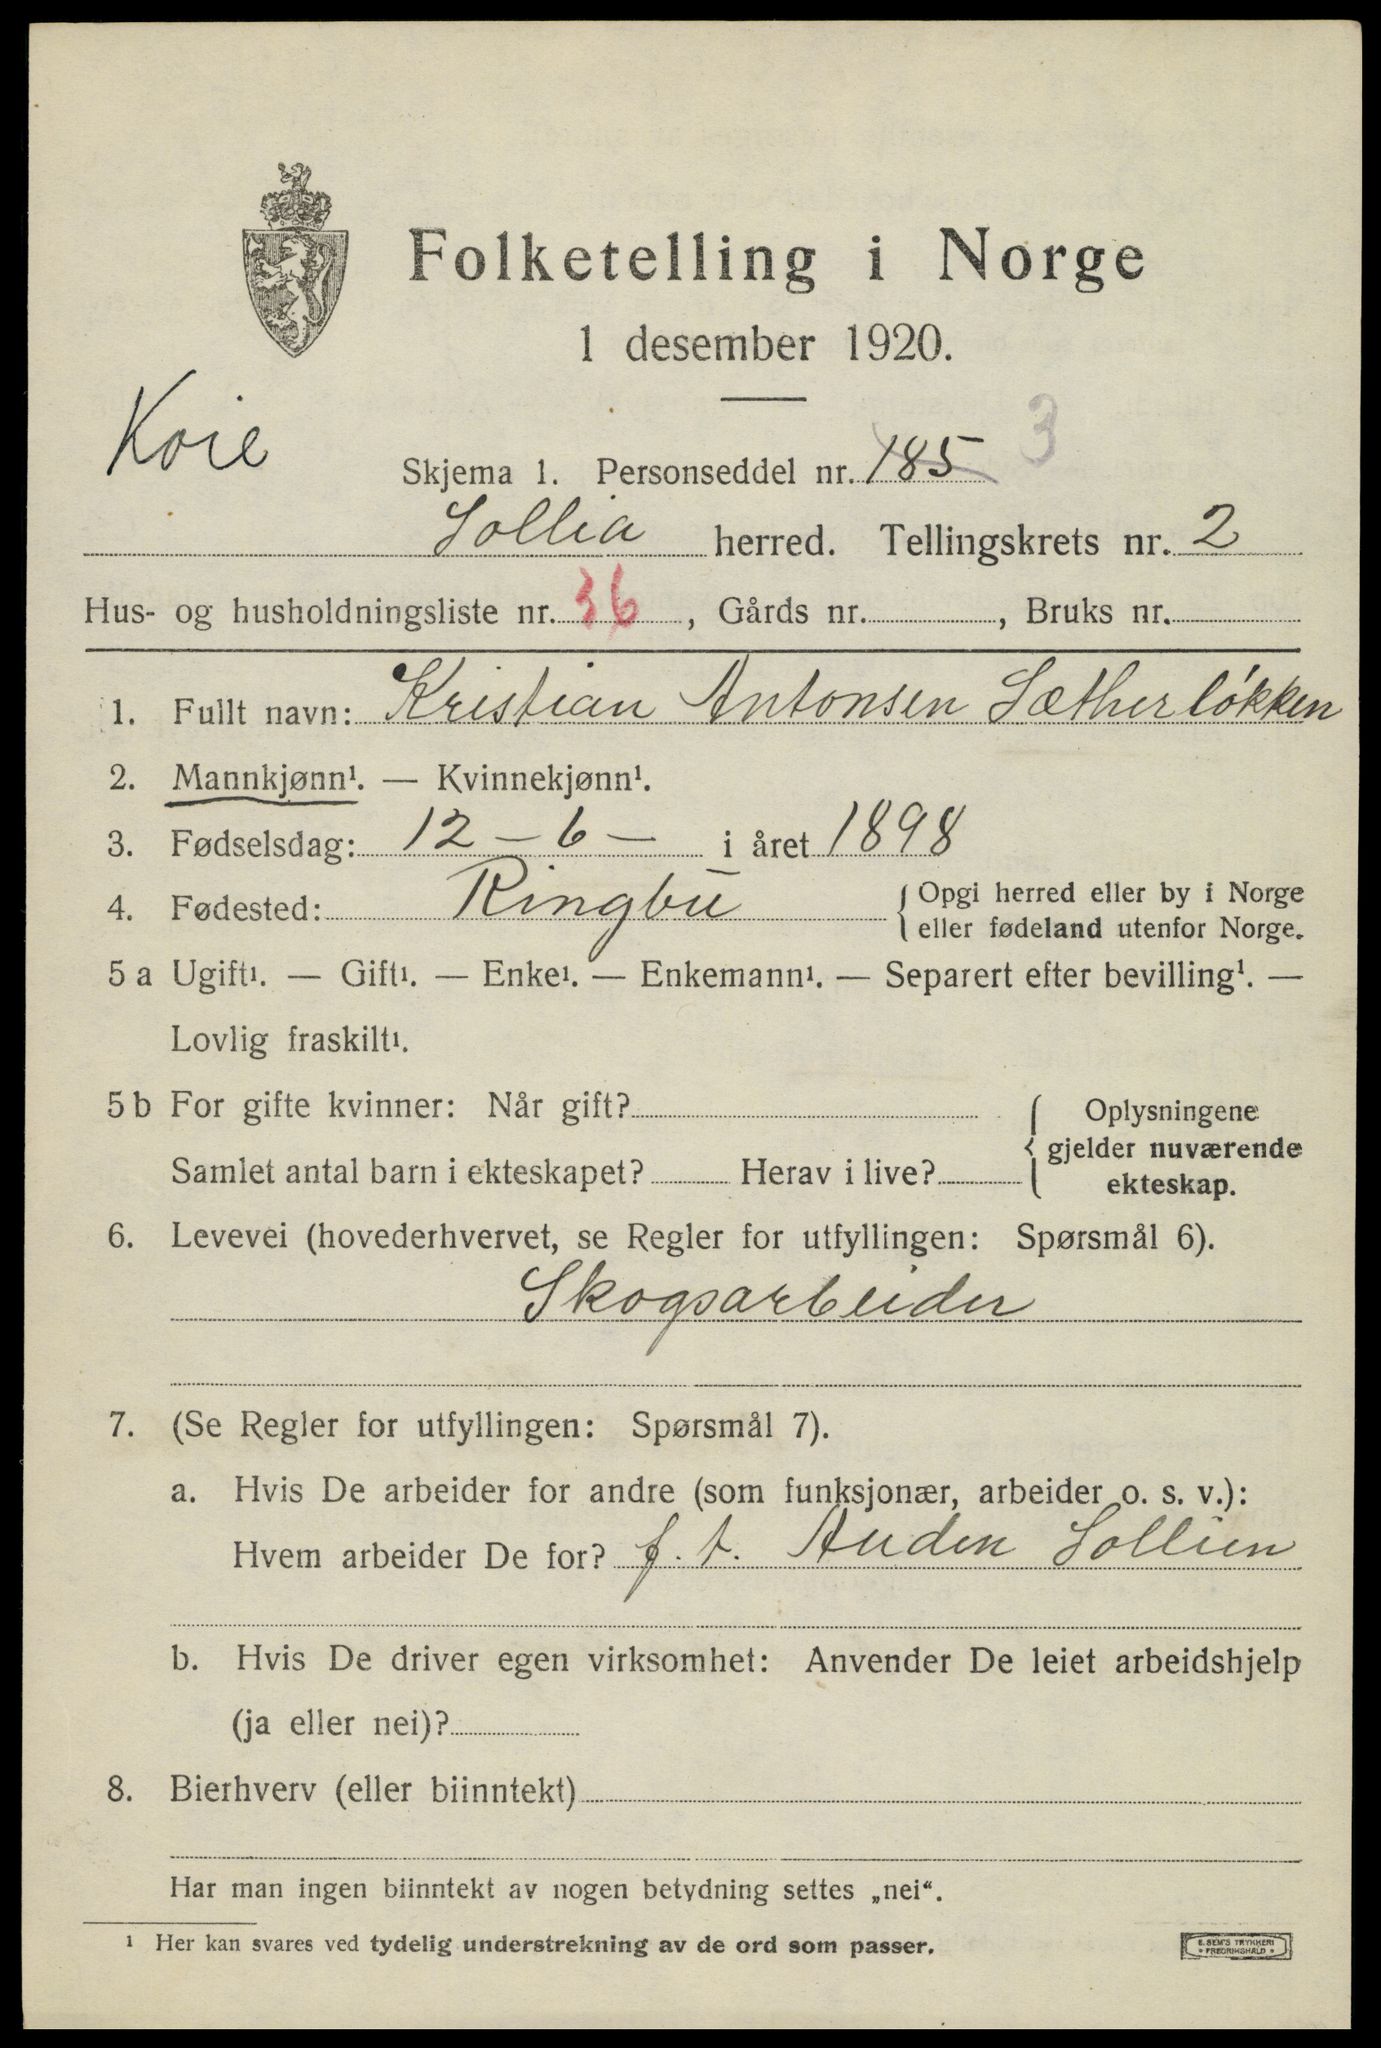 Folketelling i Norge
1 desember 1920.
Koie
3
Skjema 1. Personseddel nr. 185
Sollia herred. Tellingskrets nr. 2
Hus- og husholdningsliste nr. 36, Gårds nr. , Bruks nr.
1. Fullt navn: Kristian Antonsen Sætherløkken
2. Mannkjønn¹. — Kvinnekjønn¹.
3. Fødselsdag: 12 – 6 – i året 1898
4. Fødested: Ringbu { Opgi herred eller by i Norge
eller fødeland utenfor Norge.
5 a Ugift¹. — Gift¹. — Enke¹. — Enkemann¹. — Separert efter bevilling¹. —
Lovlig fraskilt¹.
5 b For gifte kvinner: Når gift? { Oplysningene
gjelder nuværende
Samlet antal barn i ekteskapet? Herav i live? ekteskap.
6. Levevei (hovederhvervet, se Regler for utfyllingen: Spørsmål 6).
Skogsarbeider
7. (Se Regler for utfyllingen: Spørsmål 7).
a. Hvis De arbeider for andre (som funksjonær, arbeider o. s. v.):
Hvem arbeider De for? f. t. Auden Sollien
b. Hvis De driver egen virksomhet: Anvender De leiet arbeidshjelp
(ja eller nei)?
8. Bierhverv (eller biinntekt)
Har man ingen biinntekt av nogen betydning settes „nei“.
¹ Her kan svares ved tydelig understrekning av de ord som passer.
E. SEM'S TRYKKERI
• FREDRIKSHALD •